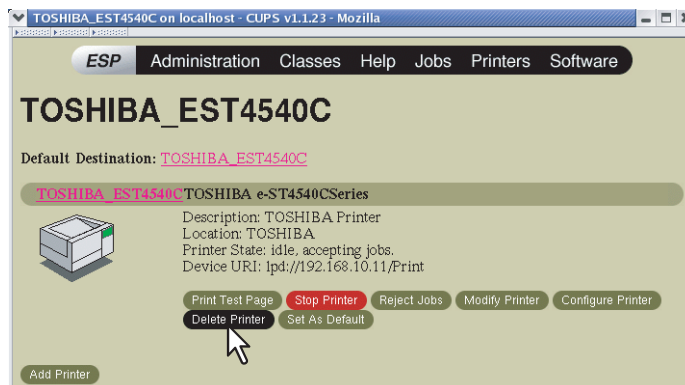 TOSHIBA_EST4540C on localhost - CUPS v1.1.23 - Mozilla
ESP Administration Classes Help Jobs Printers Software
TOSHIBA_EST4540C
Default Destination: TOSHIBA_EST4540C
TOSHIBA_EST4540C TOSHIBA e-ST4540CSeries
Description: TOSHIBA Printer
Location: TOSHIBA
Printer State: idle, accepting jobs.
Device URI: lpd://192.168.10.11/Print
Print Test Page Stop Printer Reject Jobs Modify Printer Configure Printer
Delete Printer Set As Default
Add Printer